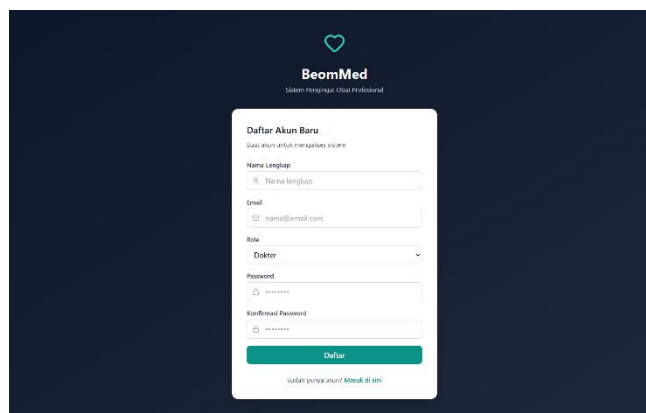 BeomMed
Sistem Pengingat Obat Profesional
Daftar Akun Baru
Buat akun untuk mengakses sistem
Nama Lengkap
Nama lengkap
Email
nama@email.com
Role
Dokter
Password
••••••••
Konfirmasi Password
••••••••
Daftar
Sudah punya akun? Masuk di sini